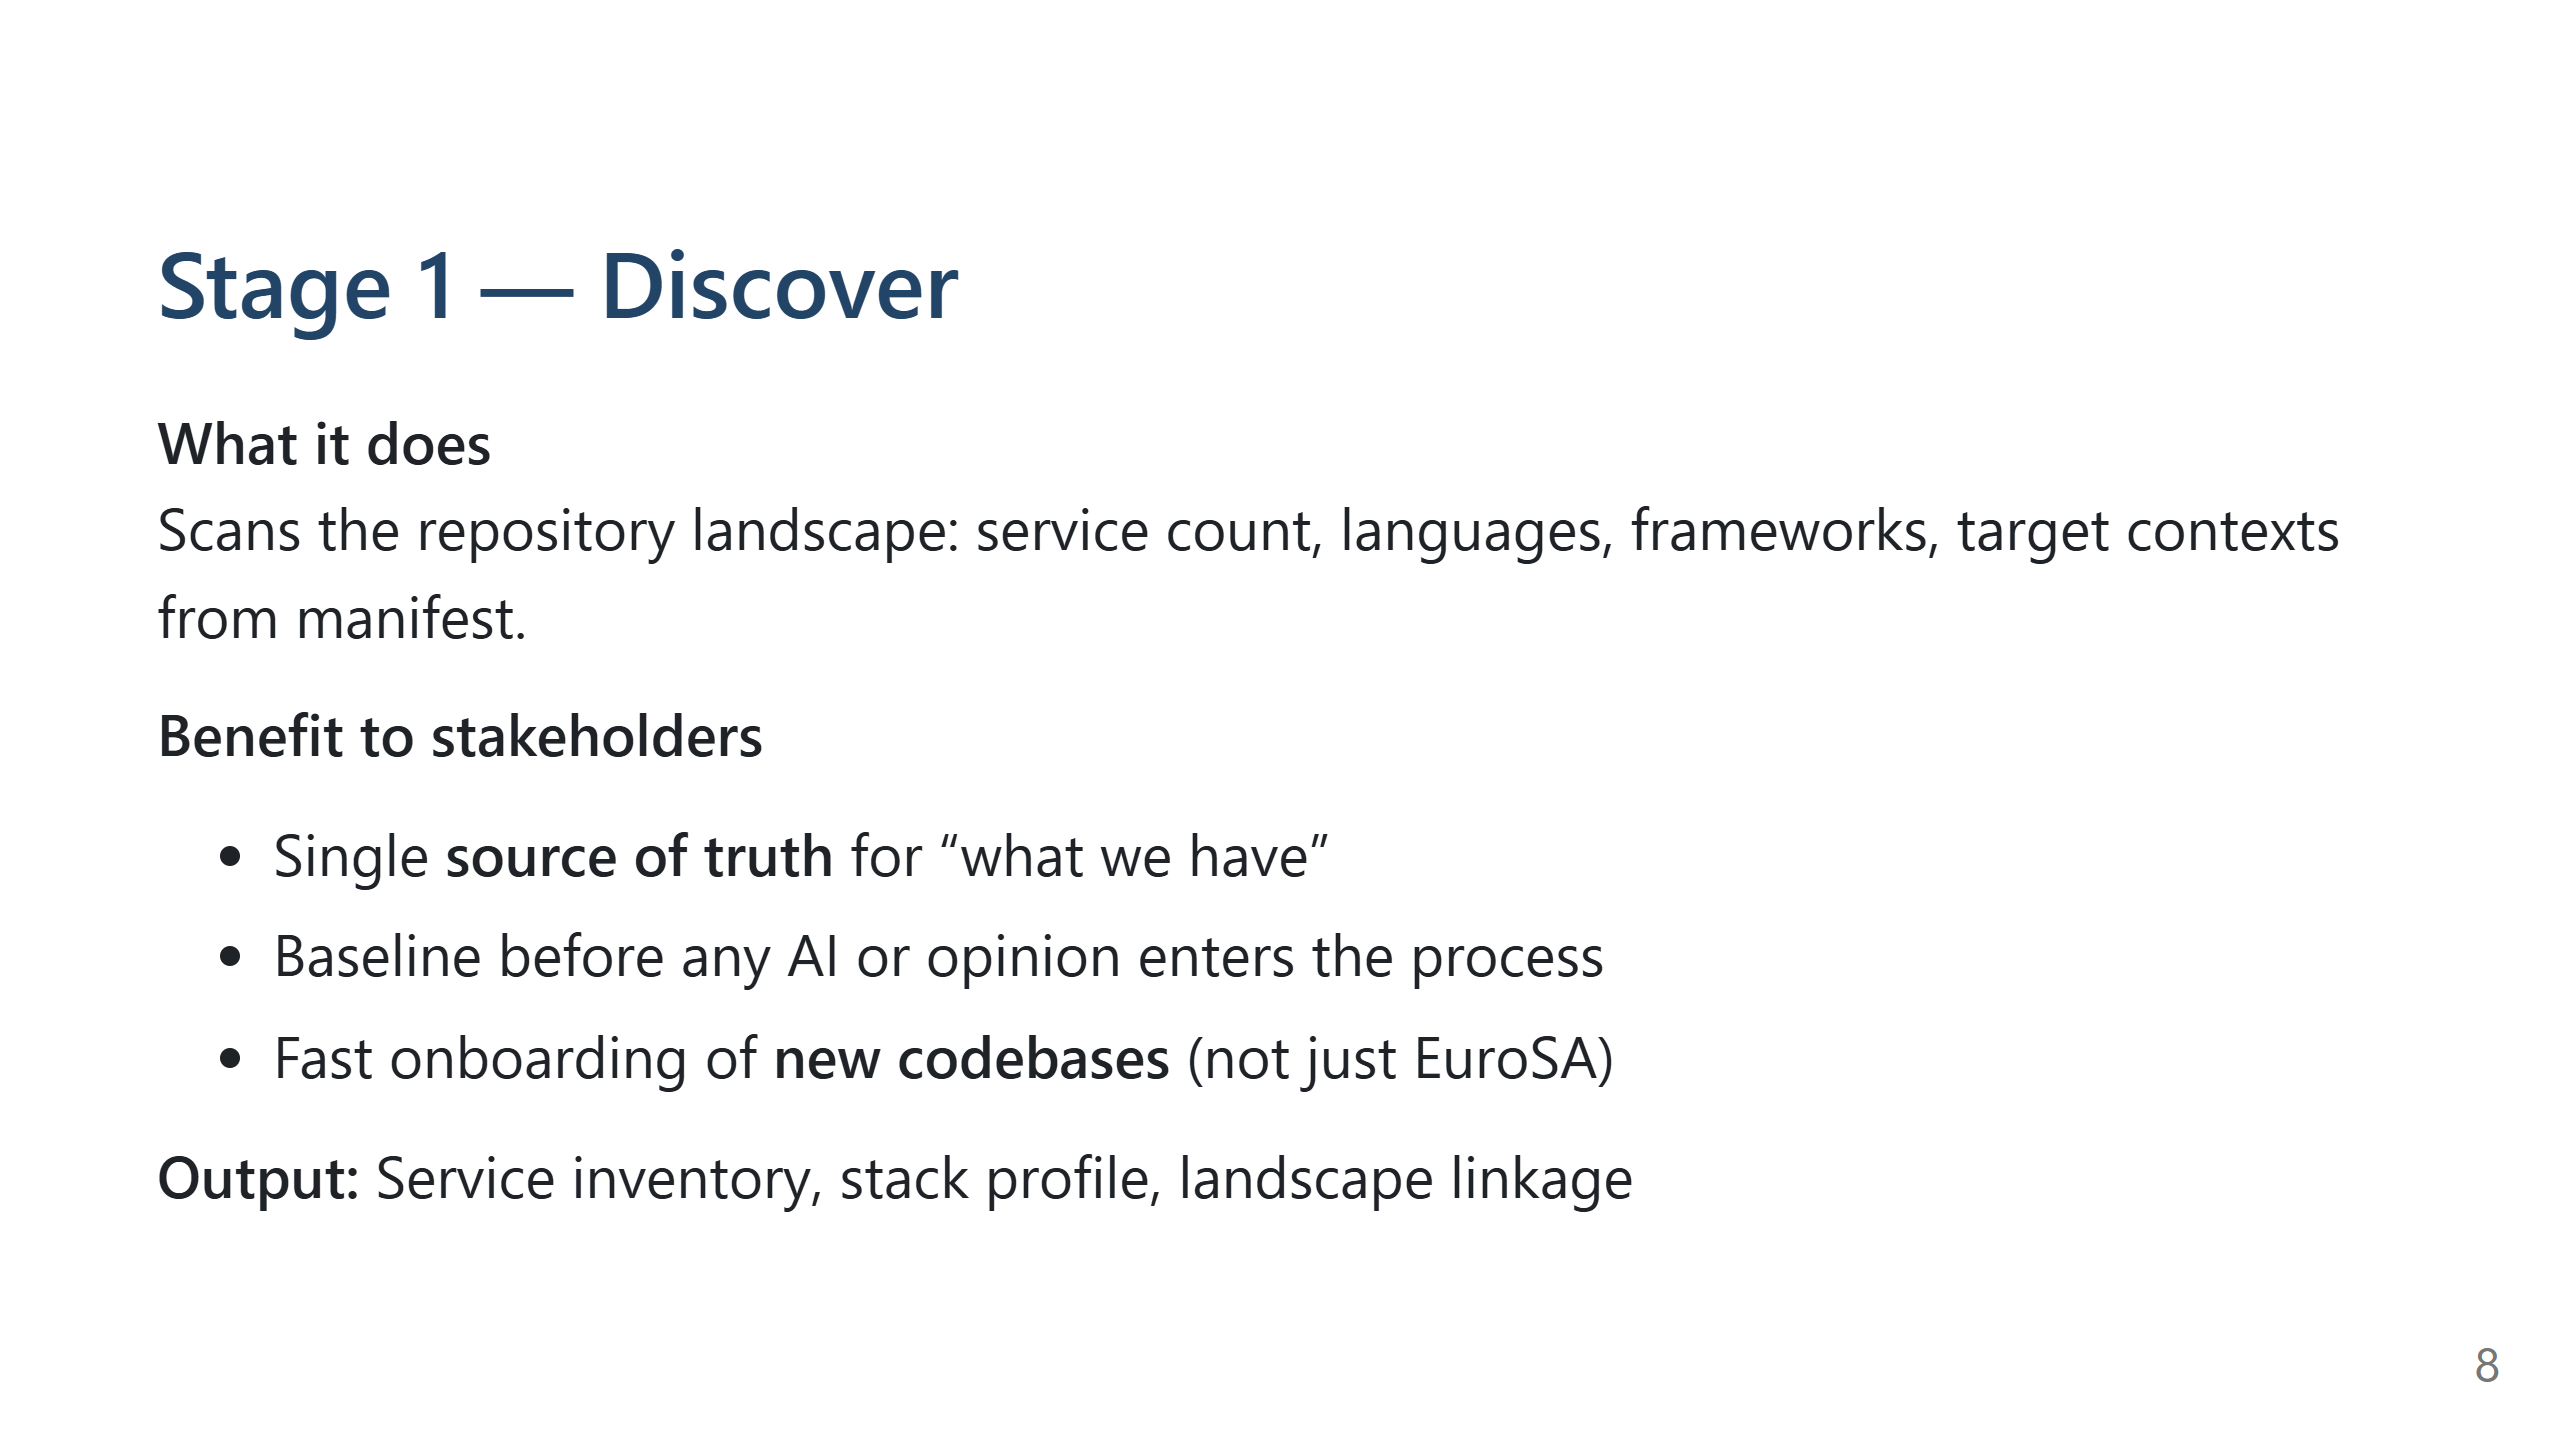 Stage 1 — Discover
What it does
Scans the repository landscape: service count, languages, frameworks, target contexts
from manifest.
Benefit to stakeholders
• Single source of truth for “what we have”
• Baseline before any AI or opinion enters the process
• Fast onboarding of new codebases (not just EuroSA)
Output: Service inventory, stack profile, landscape linkage
8